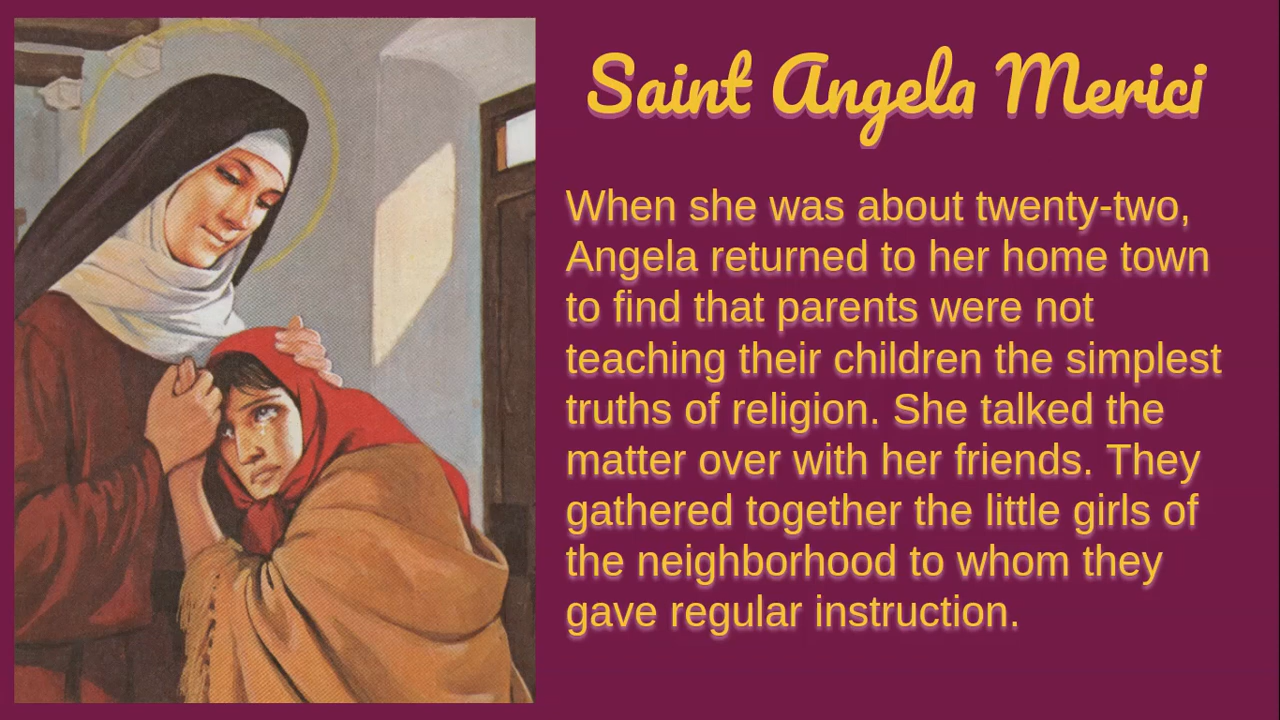 Saint Angela Merici
When she was about twenty-two,
Angela returned to her home town
to find that parents were not
teaching their children the simplest
truths of religion. She talked the
matter over with her friends. They
gathered together the little girls of
the neighborhood to whom they
gave regular instruction.